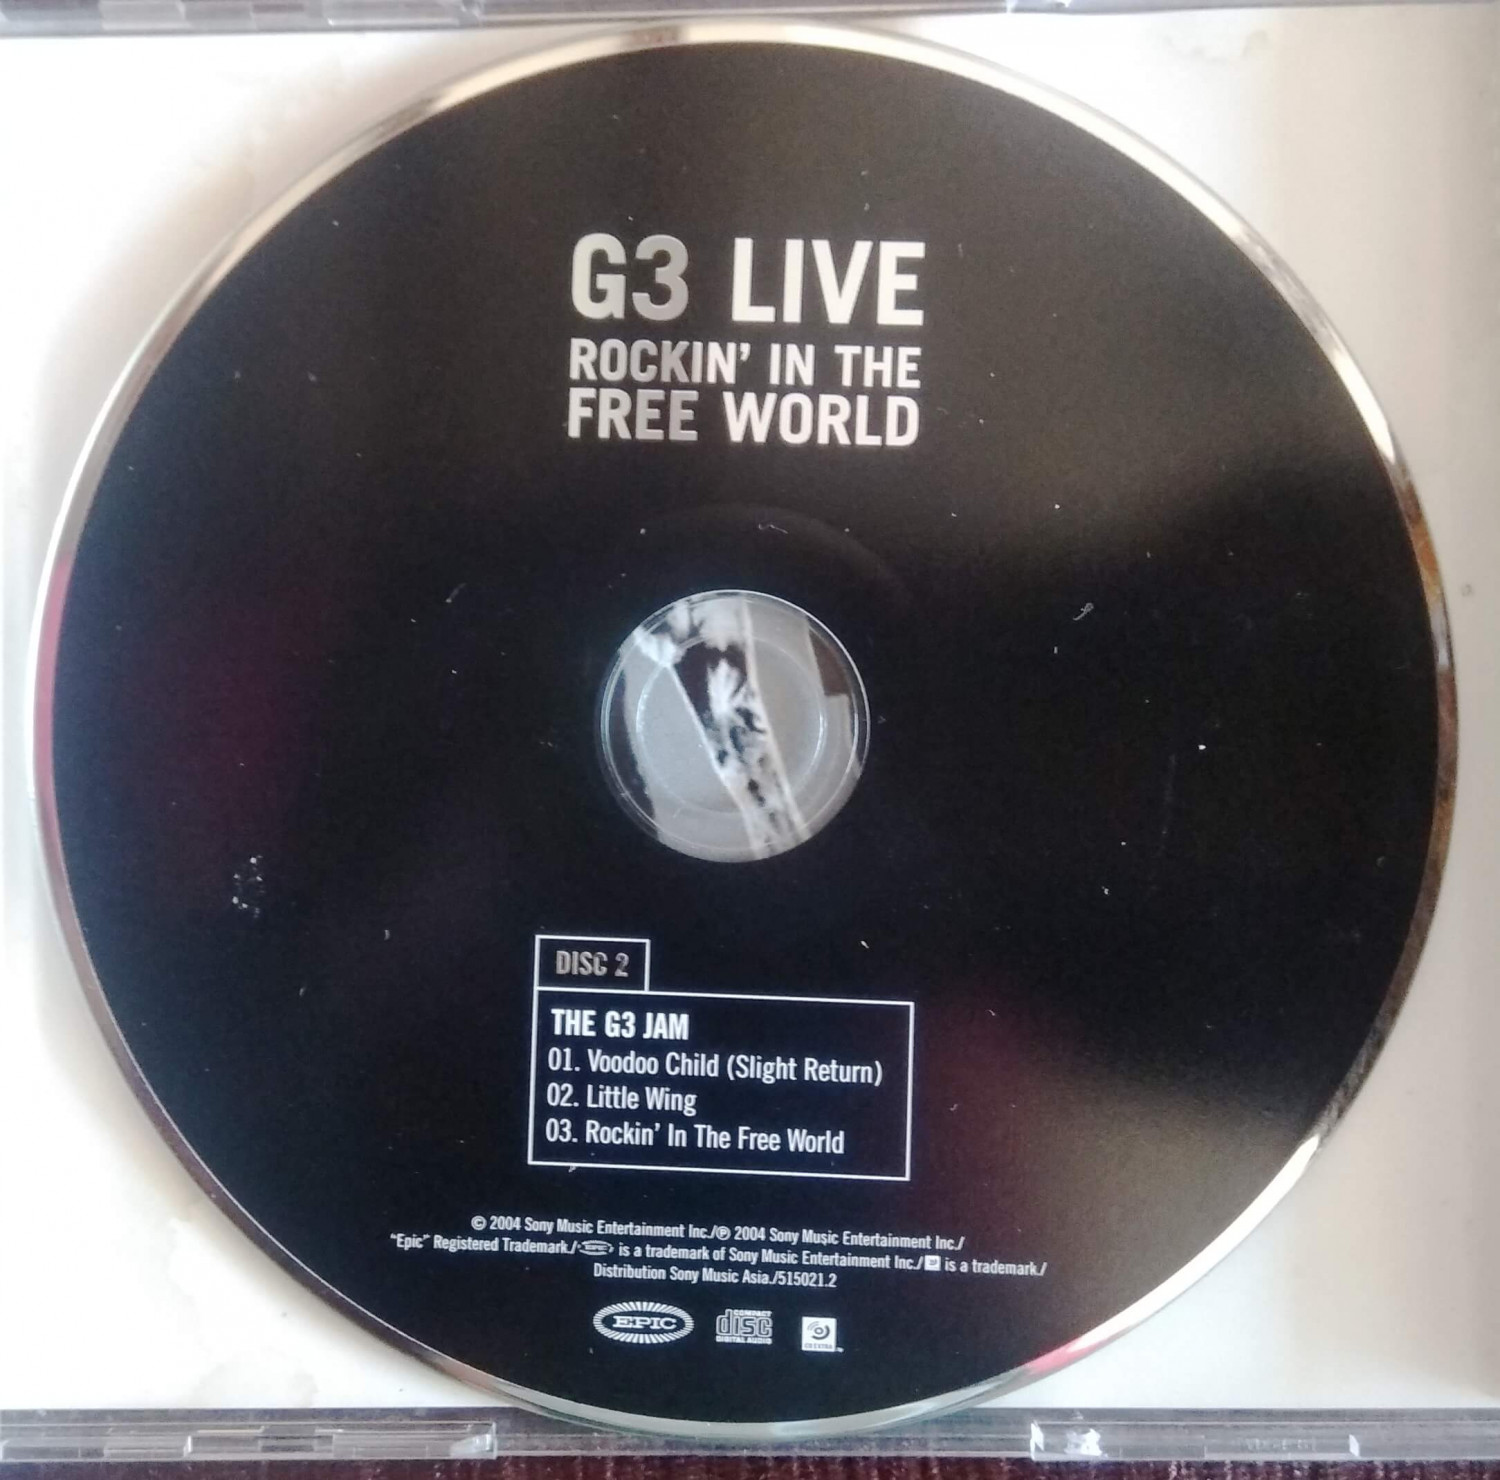 G3 LIVE
ROCKIN' IN THE
FREE WORLD
DISC 2
THE G3 JAM
01. Voodoo Child (Slight Return)
02. Little Wing
03. Rockin' In The Free World
© 2004 Sony Music Entertainment Inc./℗ 2004 Sony Music Entertainment Inc./
"Epic" Registered Trademark./ EPIC is a trademark of Sony Music Entertainment Inc./ is a trademark./
Distribution Sony Music Asia./515021.2
EPIC
COMPACT
disc
DIGITAL AUDIO
CD EXTRA